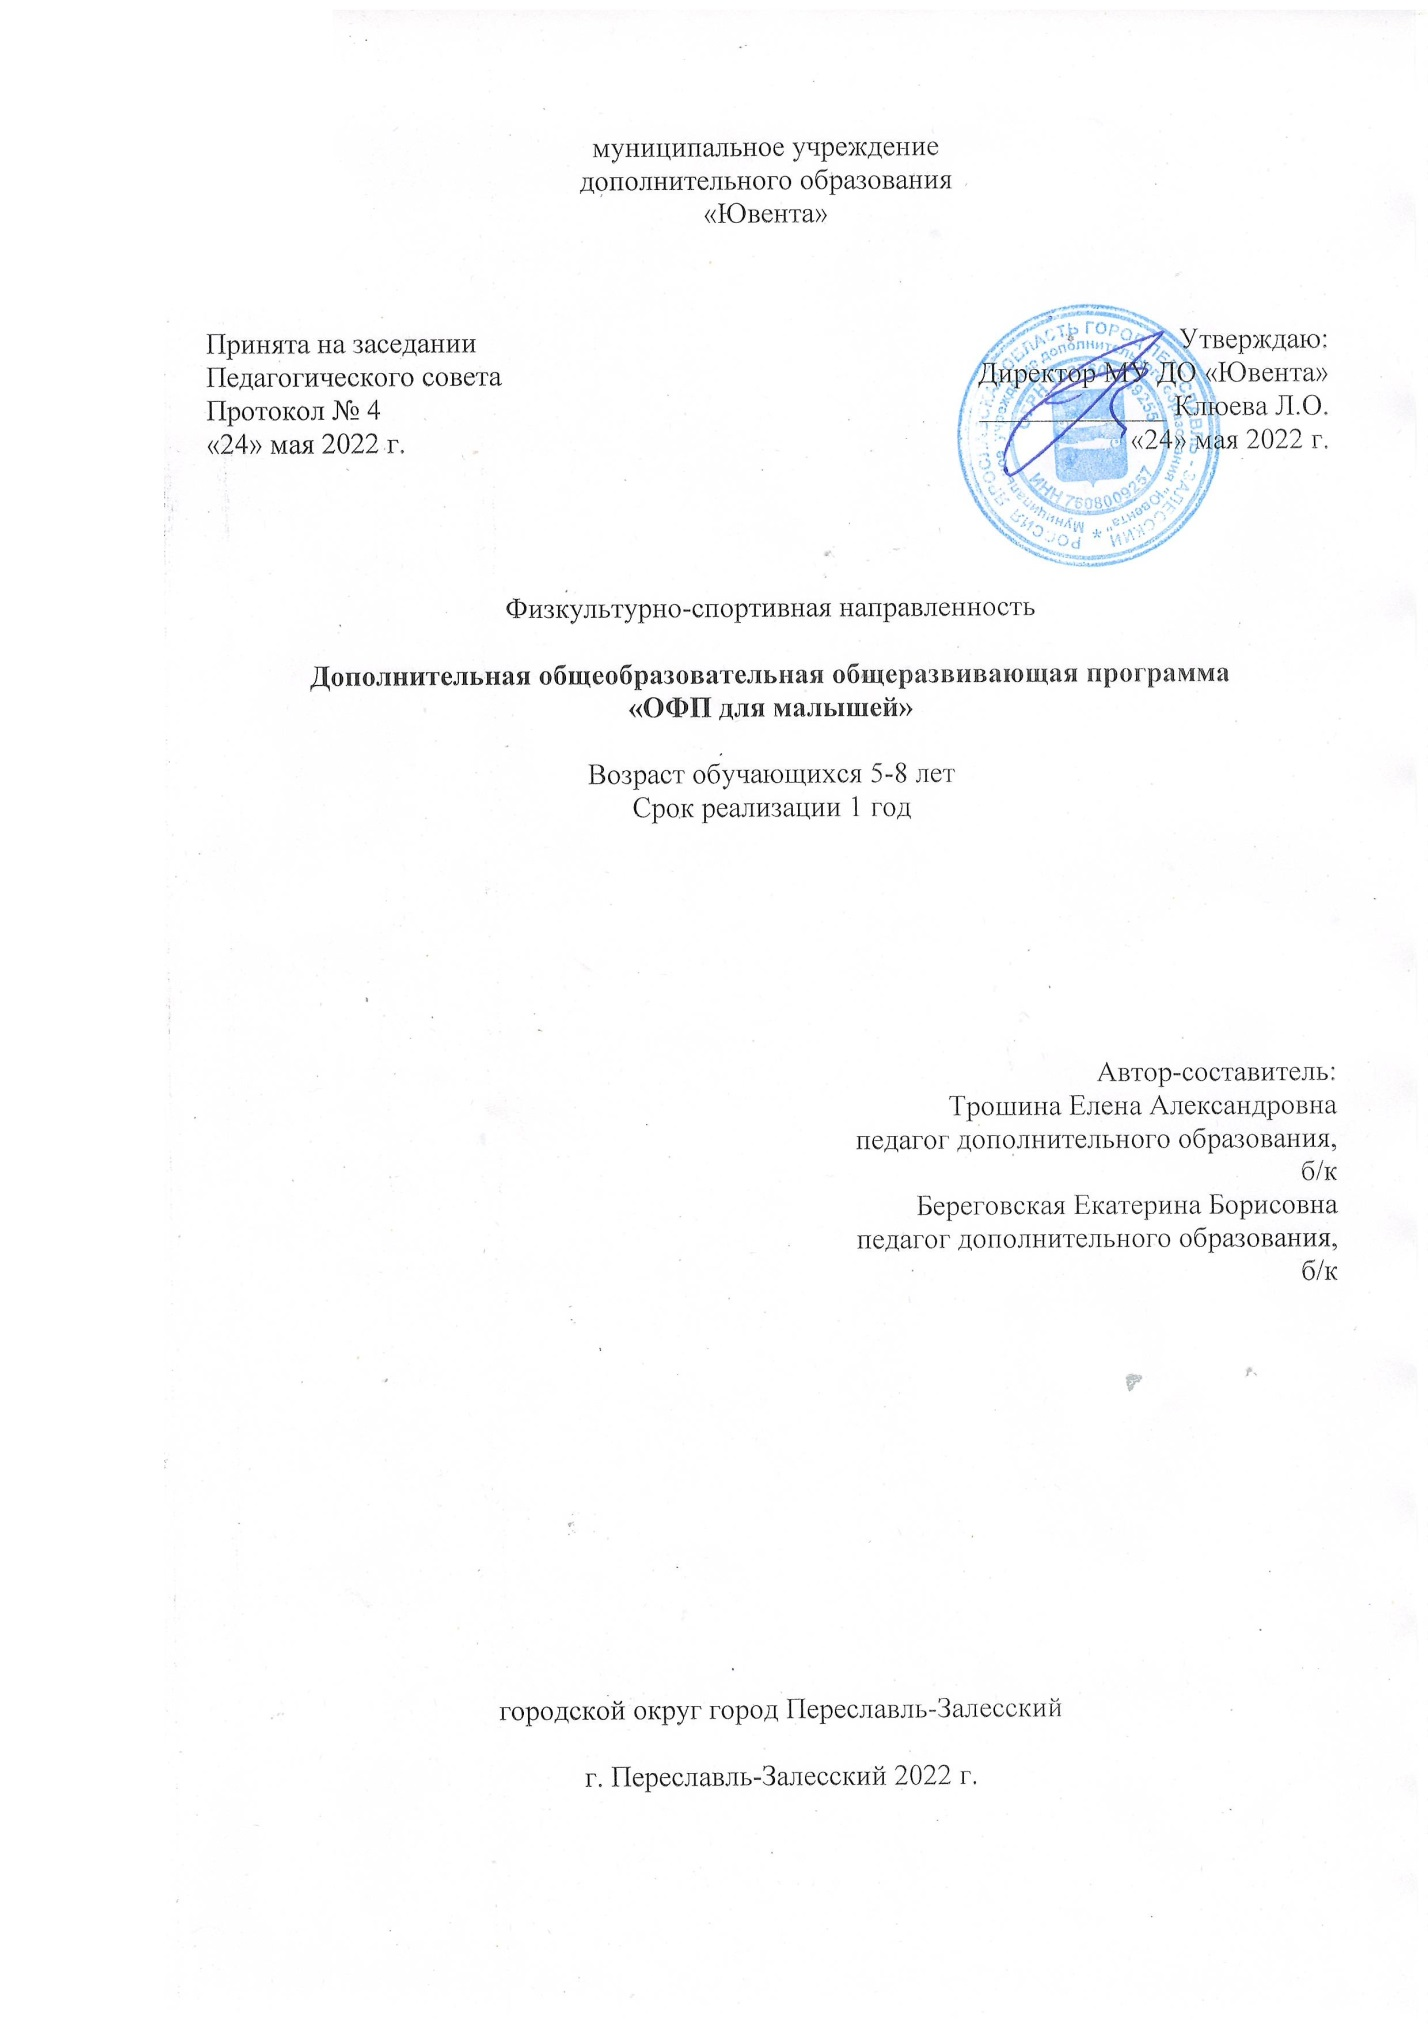 муниципальное учреждение
дополнительного образования
«Ювента»
Принята на заседании
Педагогического совета
Протокол № 4
«24» мая 2022 г.
Утверждаю:
Директор МУ ДО «Ювента»
Клюева Л.О.
«24» мая 2022 г.
ИНН 7608009257
Физкультурно-спортивная направленность
Дополнительная общеобразовательная общеразвивающая программа
«ОФП для малышей»
Возраст обучающихся 5-8 лет
Срок реализации 1 год
Автор-составитель:
Трошина Елена Александровна
педагог дополнительного образования,
б/к
Береговская Екатерина Борисовна
педагог дополнительного образования,
б/к
городской округ город Переславль-Залесский
г. Переславль-Залесский 2022 г.